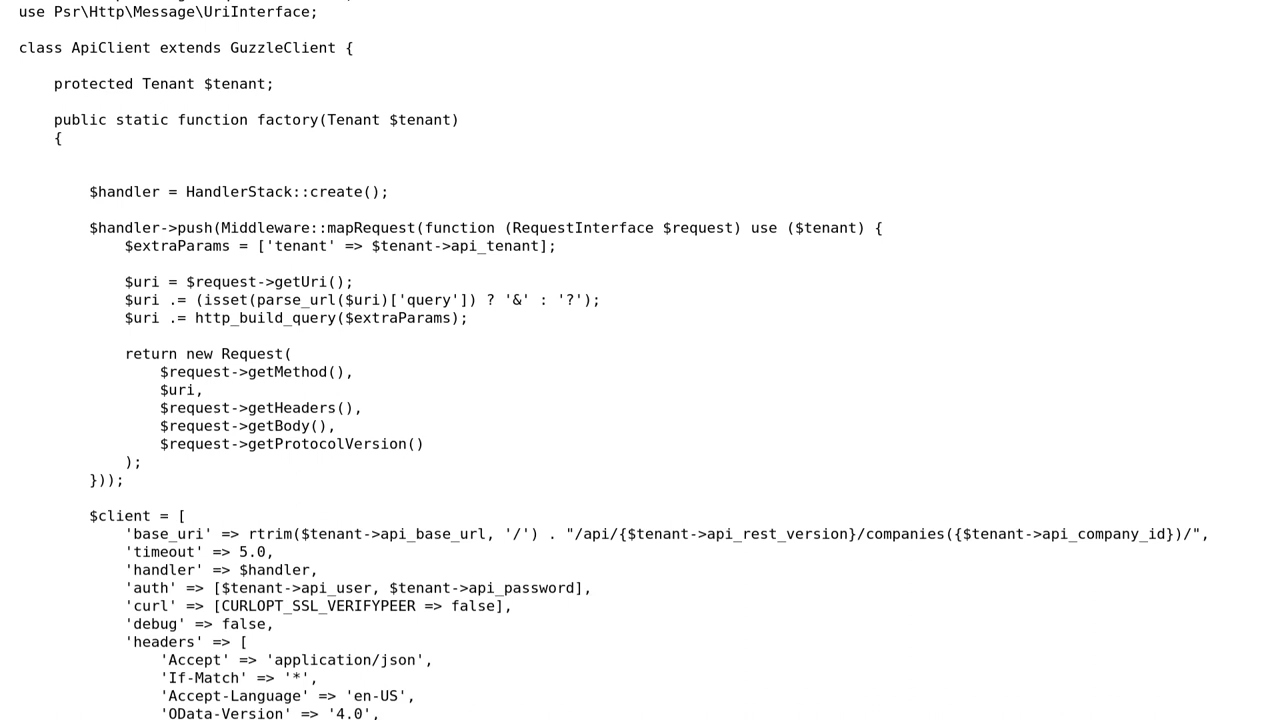 use Psr\Http\Message\UriInterface;
class ApiClient extends GuzzleClient {
protected Tenant $tenant;
public static function factory(Tenant $tenant)
{
$handler = HandlerStack::create();
$handler->push(Middleware::mapRequest(function (RequestInterface $request) use ($tenant) {
$extraParams = ['tenant' => $tenant->api_tenant];
$uri = $request->getUri();
$uri .= (isset(parse_url($uri)['query']) ? '&' : '?');
$uri .= http_build_query($extraParams);
return new Request(
$request->getMethod(),
$uri,
$request->getHeaders(),
$request->getBody(),
$request->getProtocolVersion()
);
}));
$client = [
'base_uri' => rtrim($tenant->api_base_url, '/') . "/api/{$tenant->api_rest_version}/companies({$tenant->api_company_id})/",
'timeout' => 5.0,
'handler' => $handler,
'auth' => [$tenant->api_user, $tenant->api_password],
'curl' => [CURLOPT_SSL_VERIFYPEER => false],
'debug' => false,
'headers' => [
'Accept' => 'application/json',
'If-Match' => '*',
'Accept-Language' => 'en-US',
'OData-Version' => '4.0',